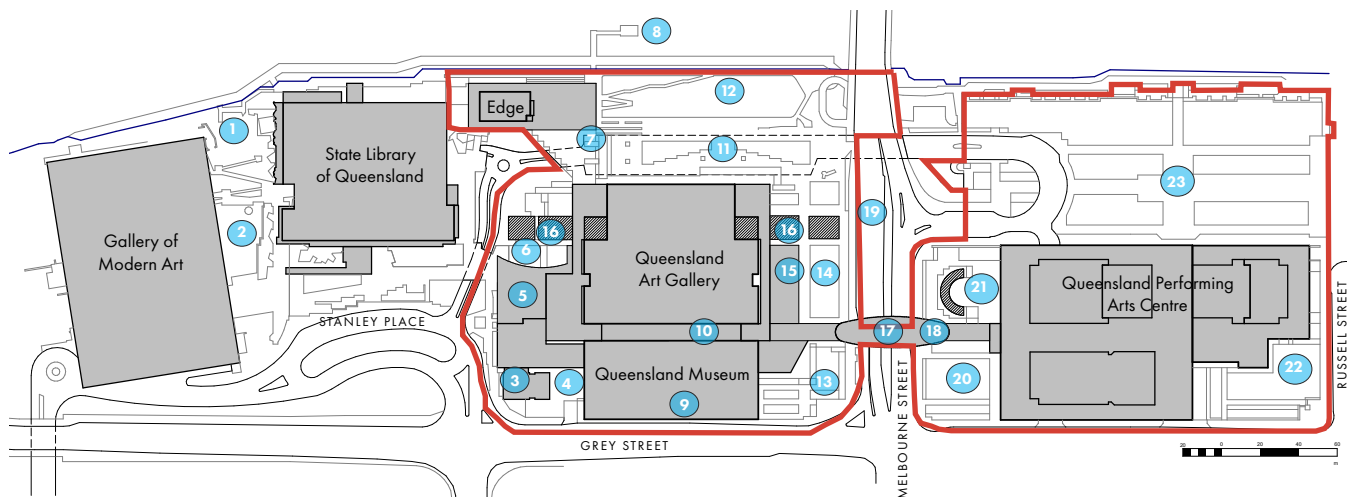 8
12
Edge
1
7
11
State Library
of Queensland
23
19
2
Gallery of
Modern Art
16
16
6
Queensland
Art Gallery
15
14
5
21
Queensland Performing
Arts Centre
STANLEY PLACE
10
17
18
RUSSELL STREET
3
4
Queensland Museum
13
20
22
9
MELBOURNE STREET
GREY STREET
20 0 20 40 60
m